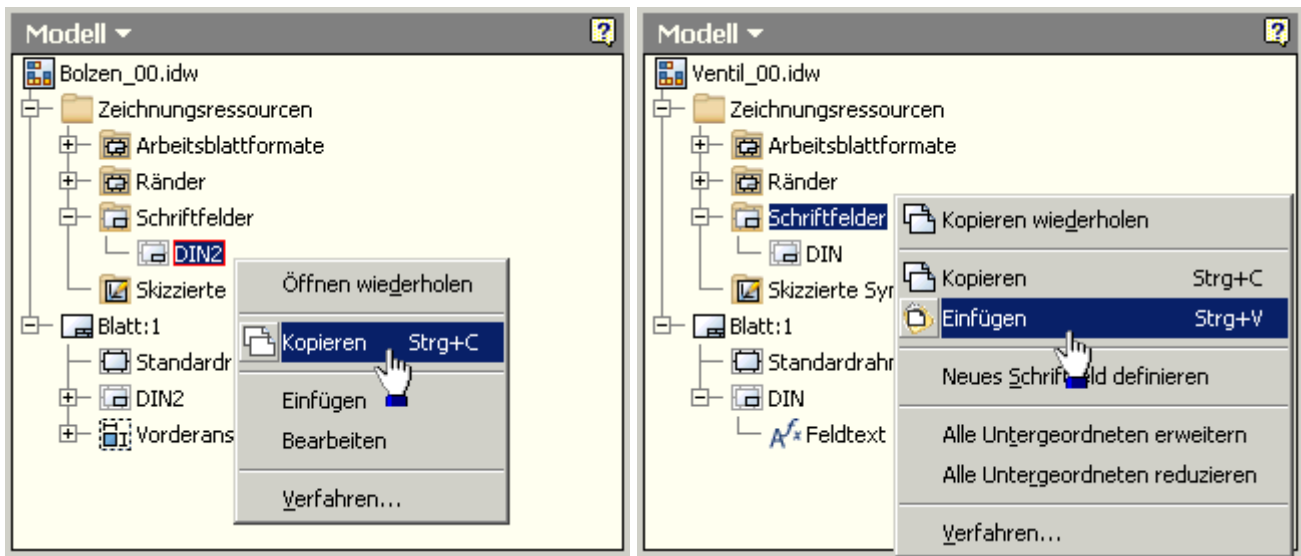 Modell
Bolzen_00.idw
Zeichnungsressourcen
Arbeitsblattformate
Ränder
Schriftfelder
DIN2
Skizzierte
Blatt:1
Standardr
DIN2
Vorderans
Öffnen wiederholen
Kopieren Strg+C
Einfügen
Bearbeiten
Verfahren...
Modell
Ventil_00.idw
Zeichnungsressourcen
Arbeitsblattformate
Ränder
Schriftfelder
DIN
Skizzierte Syr
Blatt:1
Standardrahr
DIN
Feldtext
Kopieren wiederholen
Kopieren Strg+C
Einfügen Strg+V
Neues Schriftfeld definieren
Alle Untergeordneten erweitern
Alle Untergeordneten reduzieren
Verfahren...